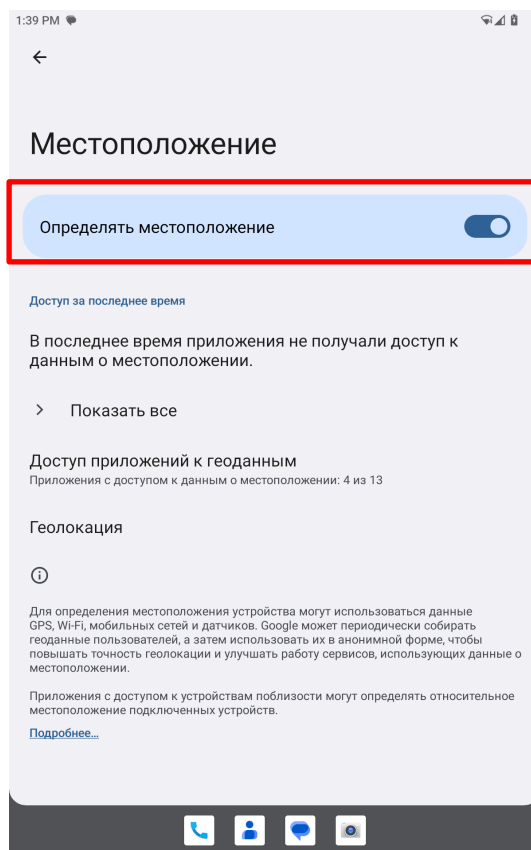 1:39 PM
Местоположение
Определять местоположение
Доступ за последнее время
В последнее время приложения не получали доступ к
данным о местоположении.
Показать все
Доступ приложений к геоданным
Приложения с доступом к данным о местоположении: 4 из 13
Геолокация
Для определения местоположения устройства могут использоваться данные
GPS, Wi-Fi, мобильных сетей и датчиков. Google может периодически собирать
геоданные пользователей, а затем использовать их в анонимной форме, чтобы
повышать точность геолокации и улучшать работу сервисов, использующих данные о
местоположении.
Приложения с доступом к устройствам поблизости могут определять относительное
местоположение подключенных устройств.
Подробнее…